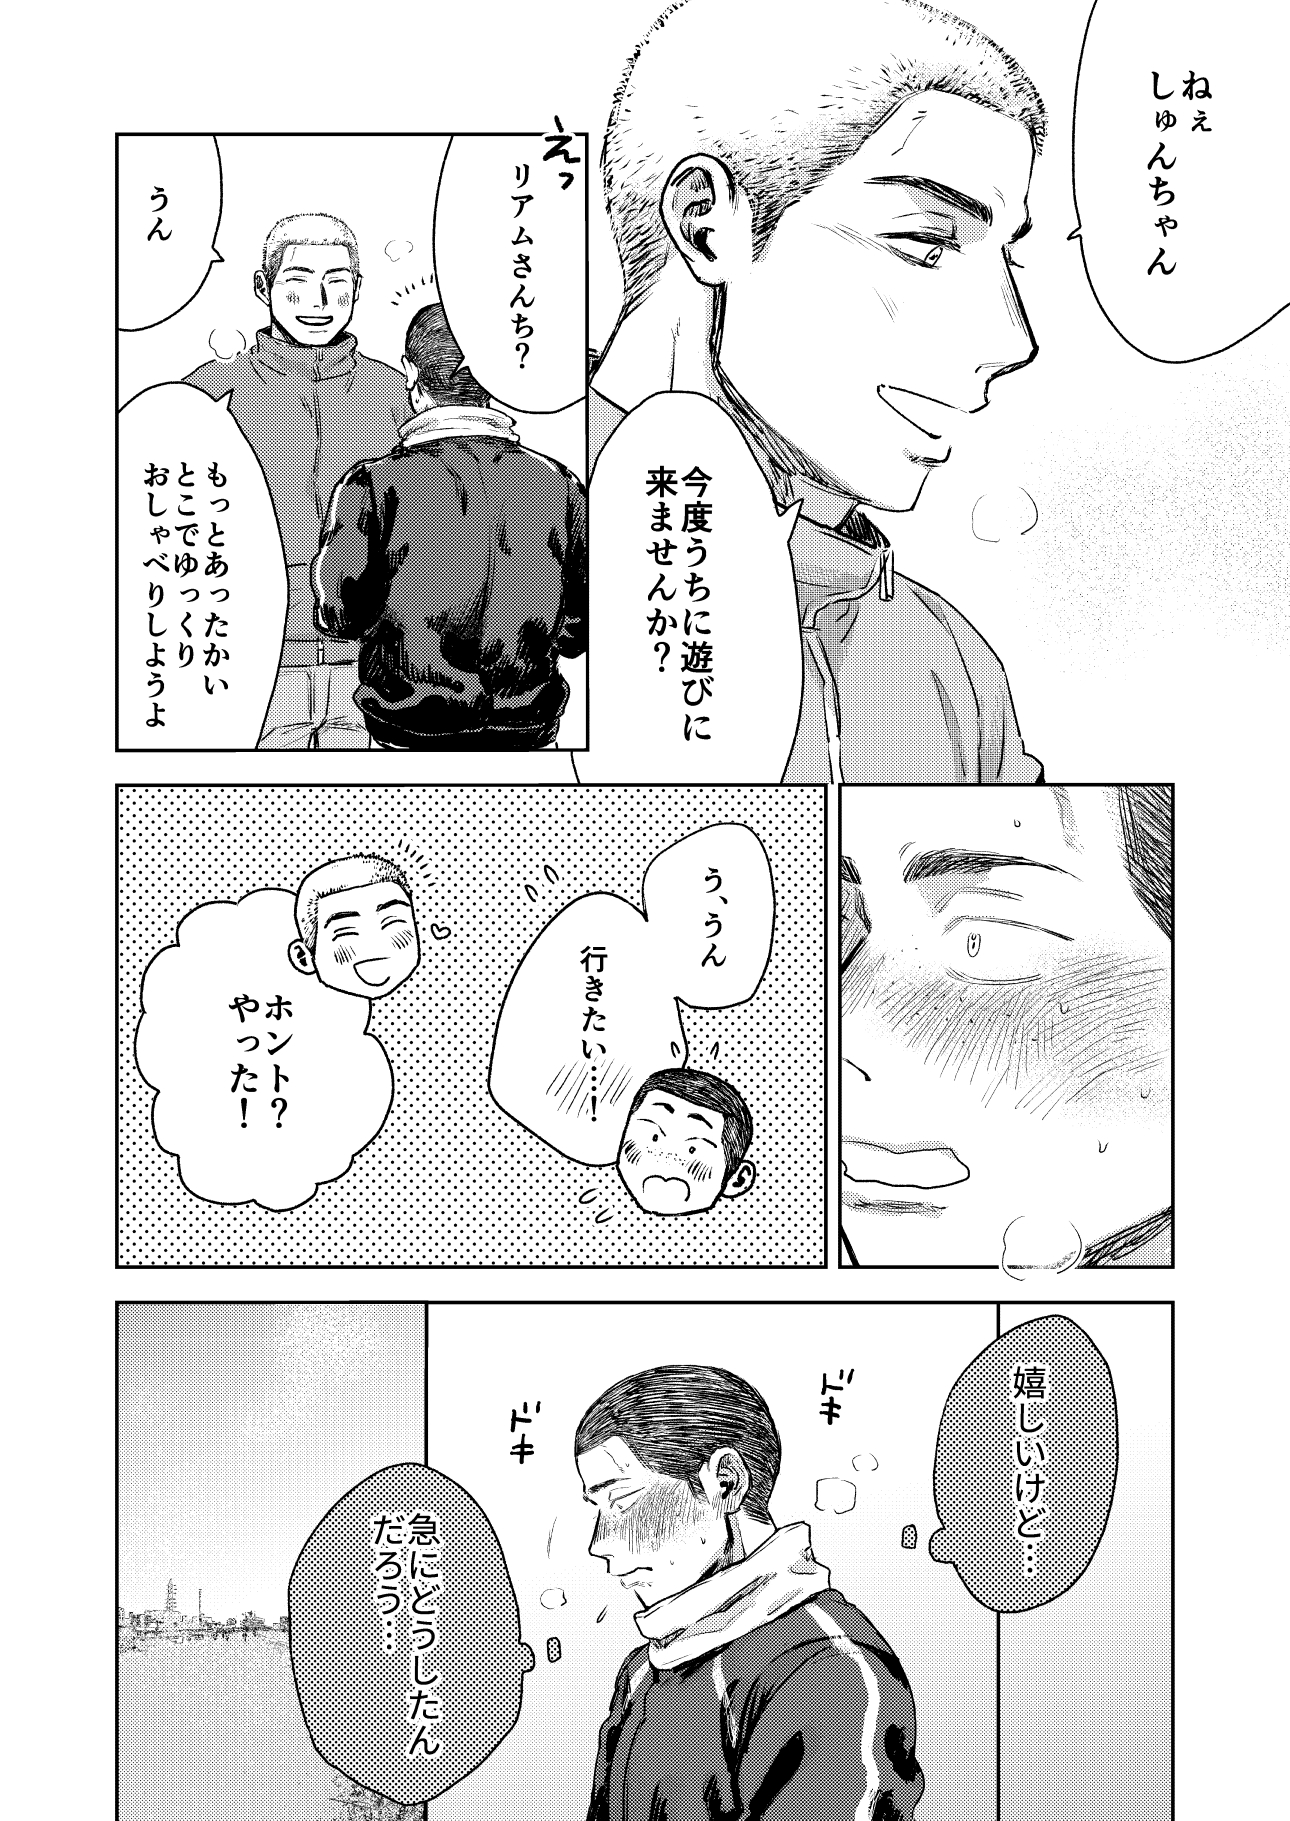 ねぇ
しゅんちゃん
今度うちに遊びに
来ませんか？
えっ
リアムさんち？
うん
もっとあったかい
とこでゆっくり
おしゃべりしようよ
う、うん
行きたい…！
ホント？
やった！
嬉しいけど…
ドキ
ドキ
急にどうしたん
だろう…